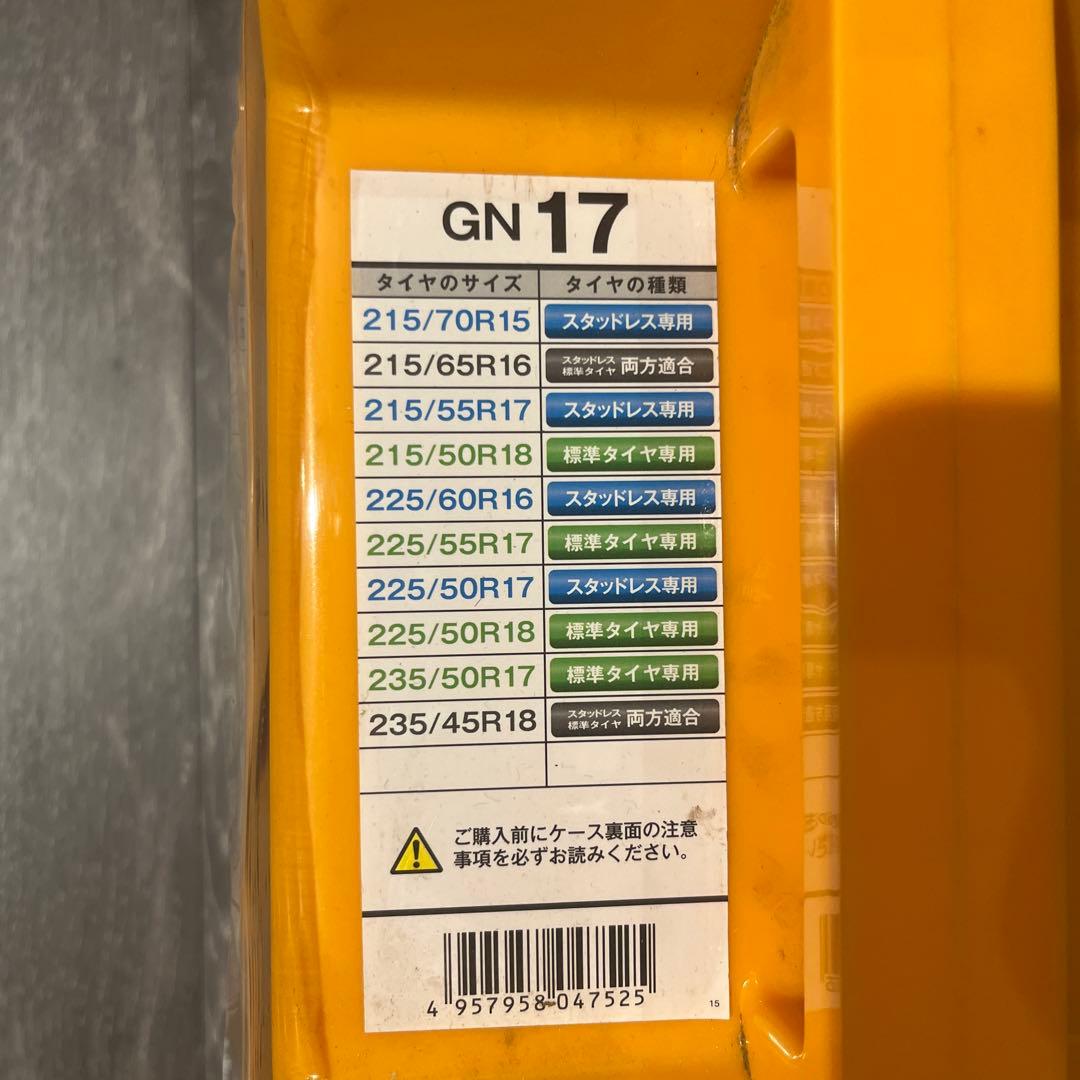 GN 17
タイヤのサイズ タイヤの種類
215/70R15 スタッドレス専用
215/65R16 スタッドレス 標準タイヤ 両方適合
215/55R17 スタッドレス専用
215/50R18 標準タイヤ専用
225/60R16 スタッドレス専用
225/55R17 標準タイヤ専用
225/50R17 スタッドレス専用
225/50R18 標準タイヤ専用
235/50R17 標準タイヤ専用
235/45R18 スタッドレス 標準タイヤ 両方適合
ご購入前にケース裏面の注意
事項を必ずお読みください。
4 957958 047525
15